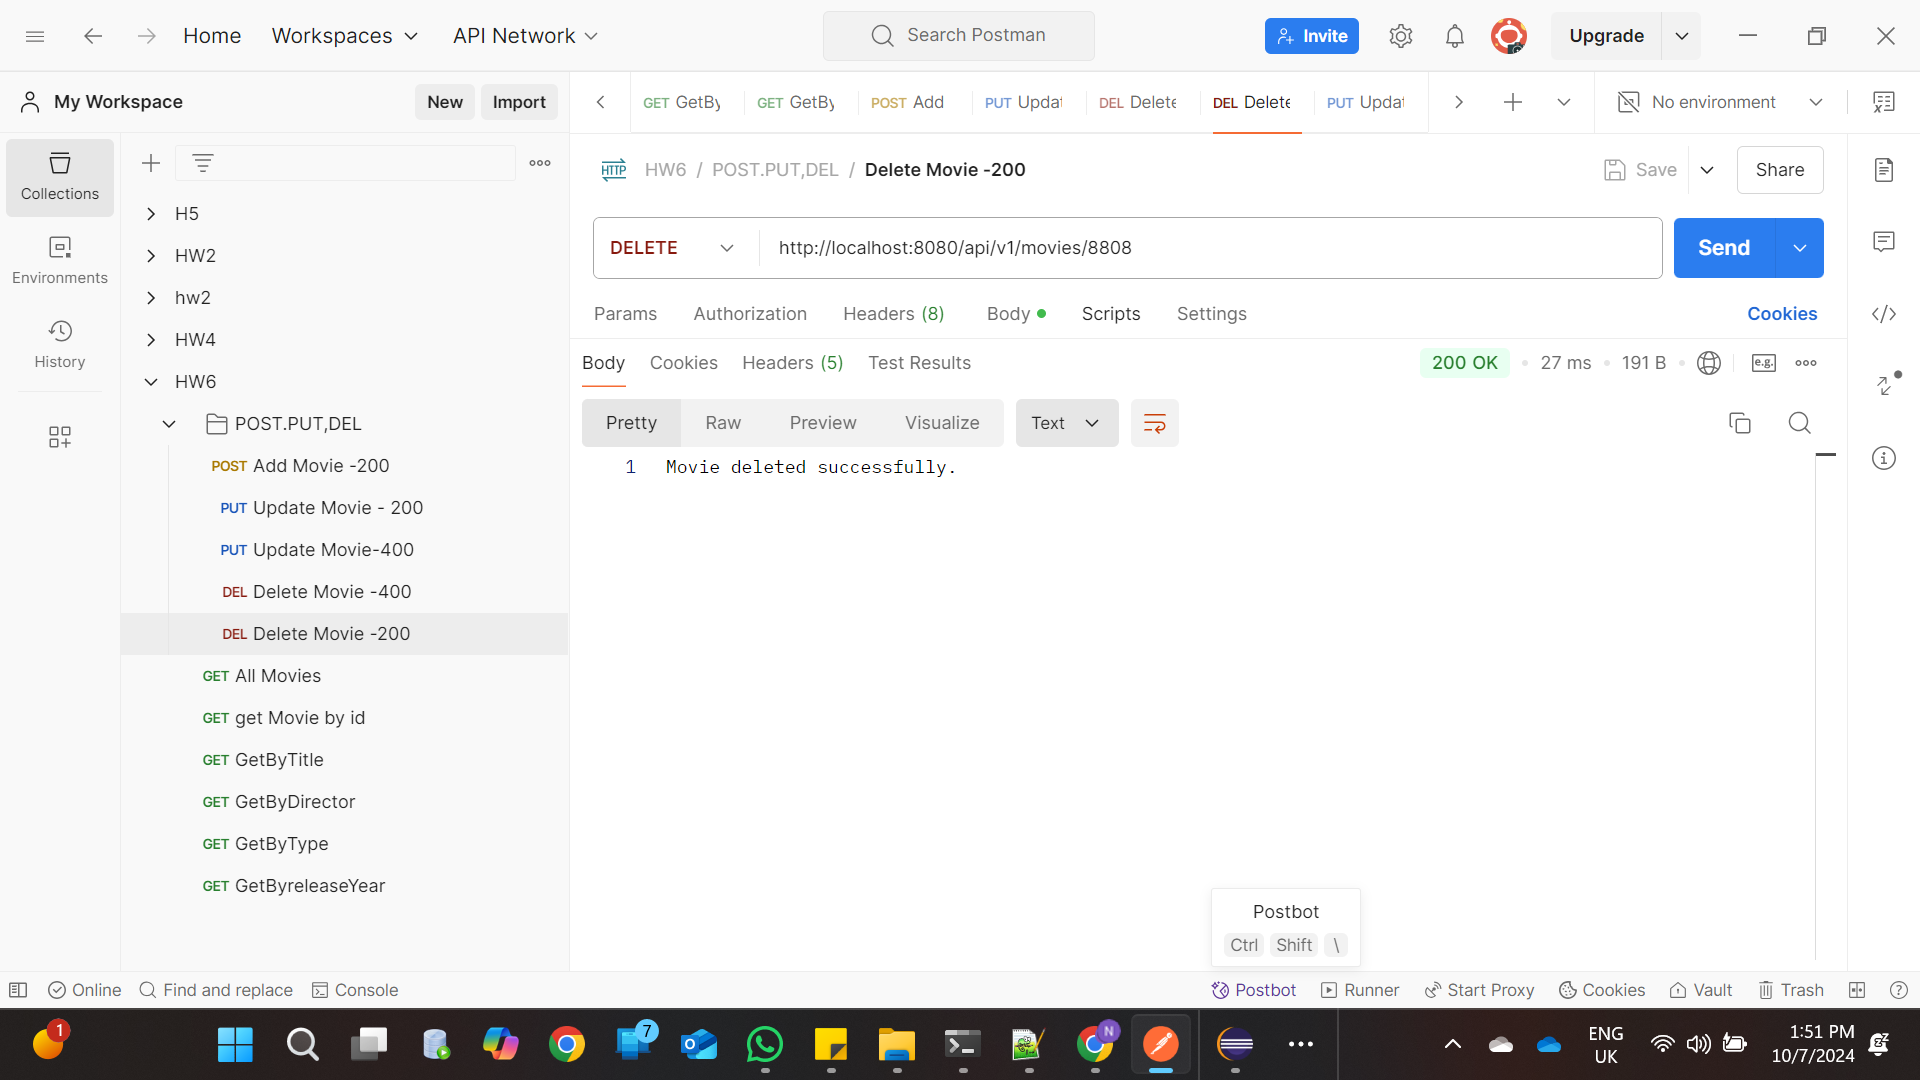 Home Workspaces API Network Search Postman Invite Upgrade
My Workspace New Import
GET GetBy GET GetBy POST Add PUT Updat DEL Delete DEL Delete PUT Updat No environment
Collections
Environments
History
H5
HW2
hw2
HW4
HW6
POST.PUT,DEL
POST Add Movie -200
PUT Update Movie - 200
PUT Update Movie-400
DEL Delete Movie -400
DEL Delete Movie -200
GET All Movies
GET get Movie by id
GET GetByTitle
GET GetByDirector
GET GetByType
GET GetByreleaseYear
HTTP HW6 / POST.PUT,DEL / Delete Movie -200 Save Share
DELETE http://localhost:8080/api/v1/movies/8808 Send
Params Authorization Headers (8) Body Scripts Settings Cookies
Body Cookies Headers (5) Test Results 200 OK 27 ms 191 B e.g.
Pretty Raw Preview Visualize Text
1 Movie deleted successfully.
Postbot
Ctrl Shift \
Online Find and replace Console Postbot Runner Start Proxy Cookies Vault Trash
1 7 N
ENG
UK
1:51 PM
10/7/2024